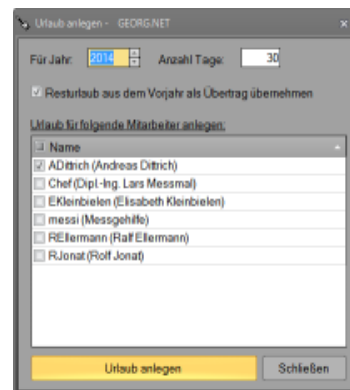 Urlaub anlegen - GEORG.NET
Für Jahr: 2014 Anzahl Tage: 30
Resturlaub aus dem Vorjahr als Übertrag übernehmen
Urlaub für folgende Mitarbeiter anlegen:
Name
ADittrich (Andreas Dittrich)
Chef (Dipl.-Ing. Lars Messmal)
EKleinbielen (Elisabeth Kleinbielen)
messi (Messgehilfe)
REllermann (Ralf Ellermann)
RJonat (Rolf Jonat)
Urlaub anlegen Schließen